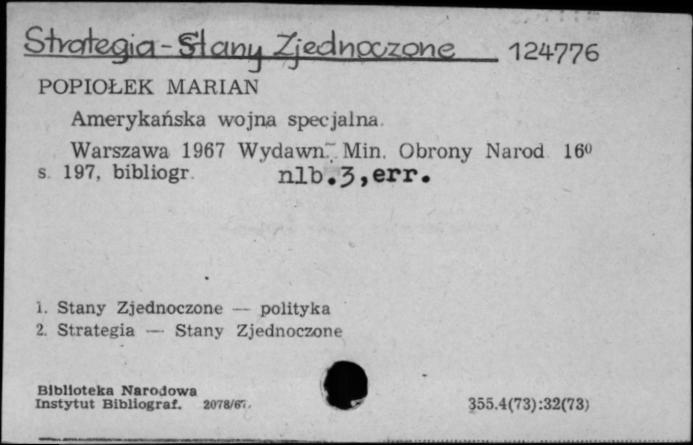 Strategia - Stany Zjednoczone 124776
POPIOŁEK MARIAN
Amerykańska wojna specjalna.
Warszawa 1967 Wydawn. Min. Obrony Narod. 16⁰
s. 197, bibliogr. nlb.3,err.
1. Stany Zjednoczone — polityka
2. Strategia — Stany Zjednoczone
Biblioteka Narodowa
Instytut Bibliograf. 2078/67. 355.4(73):32(73)